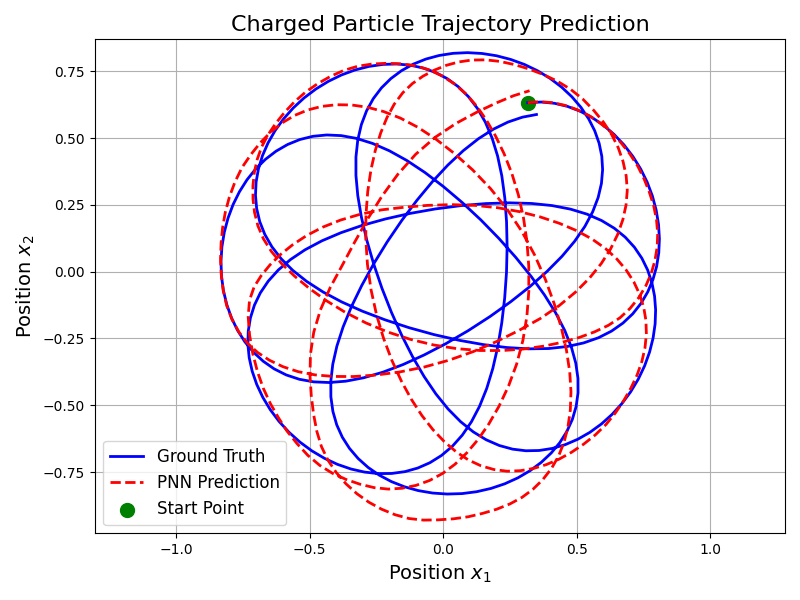 Charged Particle Trajectory Prediction
Position x₂
0.75
0.50
0.25
0.00
−0.25
−0.50
−0.75
Ground Truth
PNN Prediction
Start Point
−1.0
−0.5
0.0
0.5
1.0
Position x₁